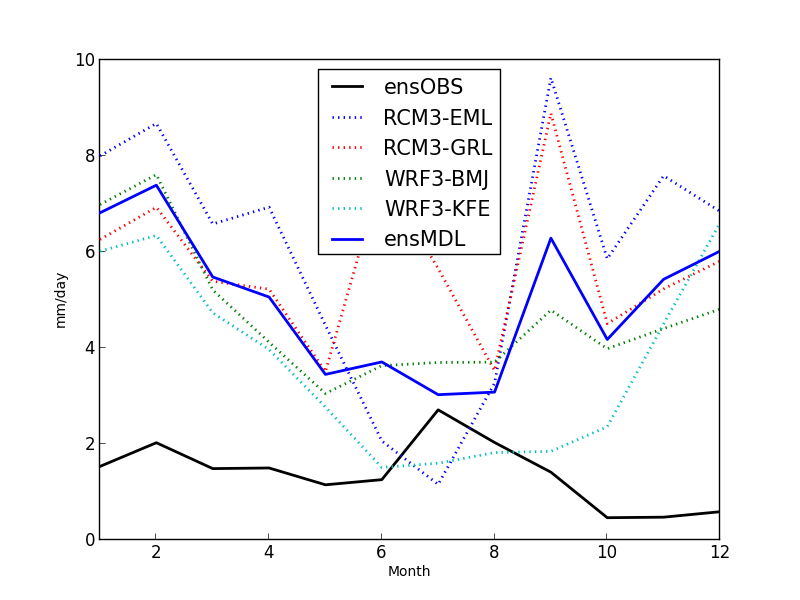 10
8
6
4
2
0
mm/day
ensOBS
RCM3-EML
RCM3-GRL
WRF3-BMJ
WRF3-KFE
ensMDL
2 4 6 8 10 12
Month